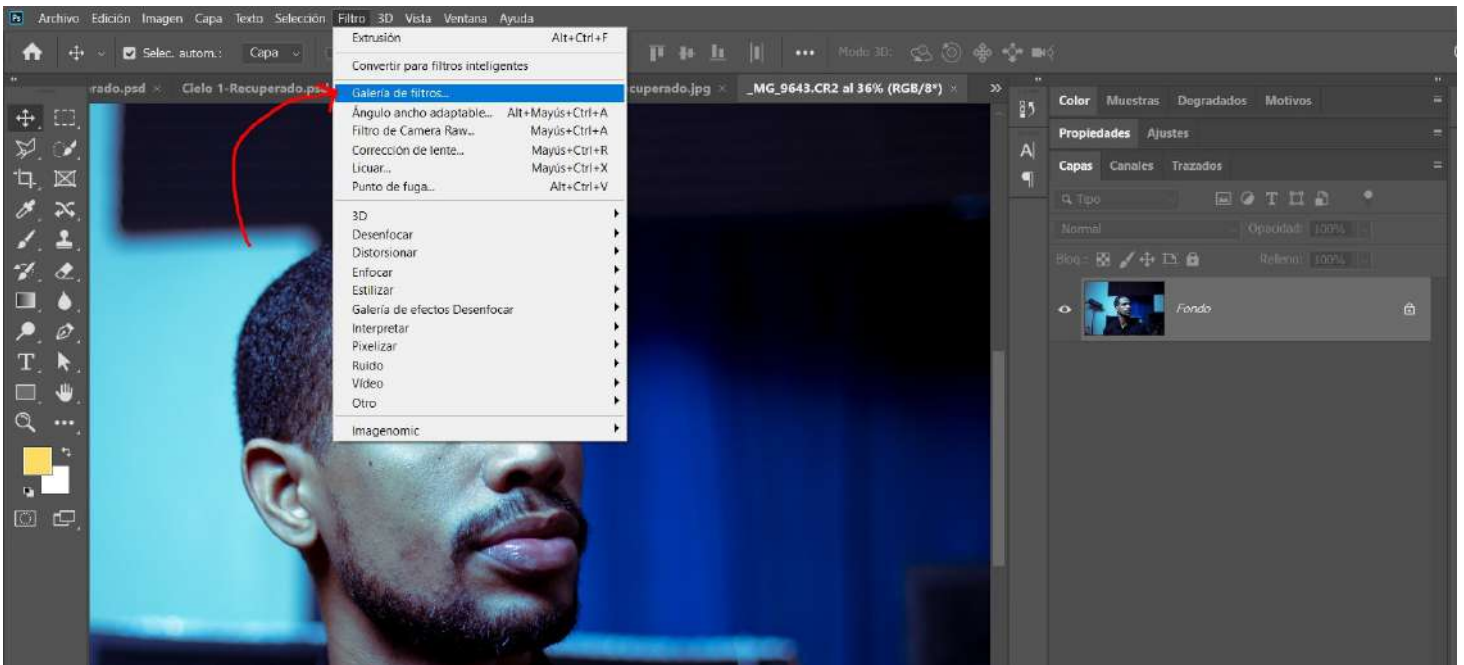 Ps Archivo Edición Imagen Capa Texto Selección Filtro 3D Vista Ventana Ayuda
Selec. autom.: Capa
Modo 3D:
rado.psd × Cielo 1-Recuperado.psd
cuperado.jpg × _MG_9643.CR2 al 36% (RGB/8*) ×
Extrusión Alt+Ctrl+F
Convertir para filtros inteligentes
Galería de filtros...
Ángulo ancho adaptable... Alt+Mayús+Ctrl+A
Filtro de Camera Raw... Mayús+Ctrl+A
Corrección de lente... Mayús+Ctrl+R
Licuar... Mayús+Ctrl+X
Punto de fuga... Alt+Ctrl+V
3D
Desenfocar
Distorsionar
Enfocar
Estilizar
Galería de efectos Desenfocar
Interpretar
Pixelizar
Ruido
Vídeo
Otro
Imagenomic
Color Muestras Degradados Motivos
Propiedades Ajustes
Capas Canales Trazados
Tipo
Normal Opacidad: 100%
Bloq.: Relleno: 100%
Fondo